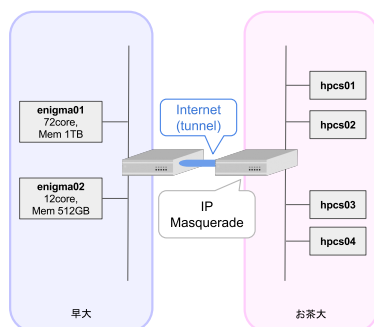 enigma01
72core,
Mem 1TB
enigma02
12core,
Mem 512GB
早大
Internet
(tunnel)
IP
Masquerade
hpcs01
hpcs02
hpcs03
hpcs04
お茶大